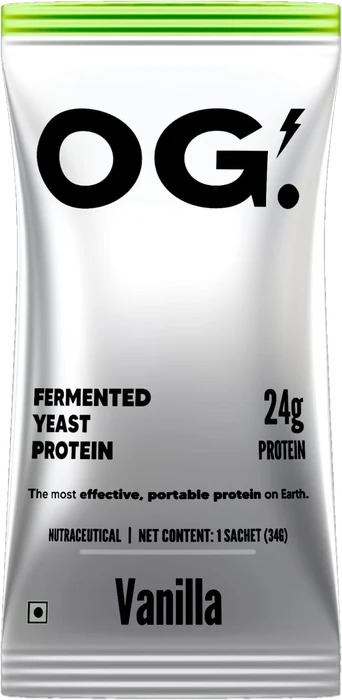 OG!
FERMENTED
YEAST
PROTEIN
24g
PROTEIN
The most effective, portable protein on Earth.
NUTRACEUTICAL | NET CONTENT: 1 SACHET (34G)
Vanilla